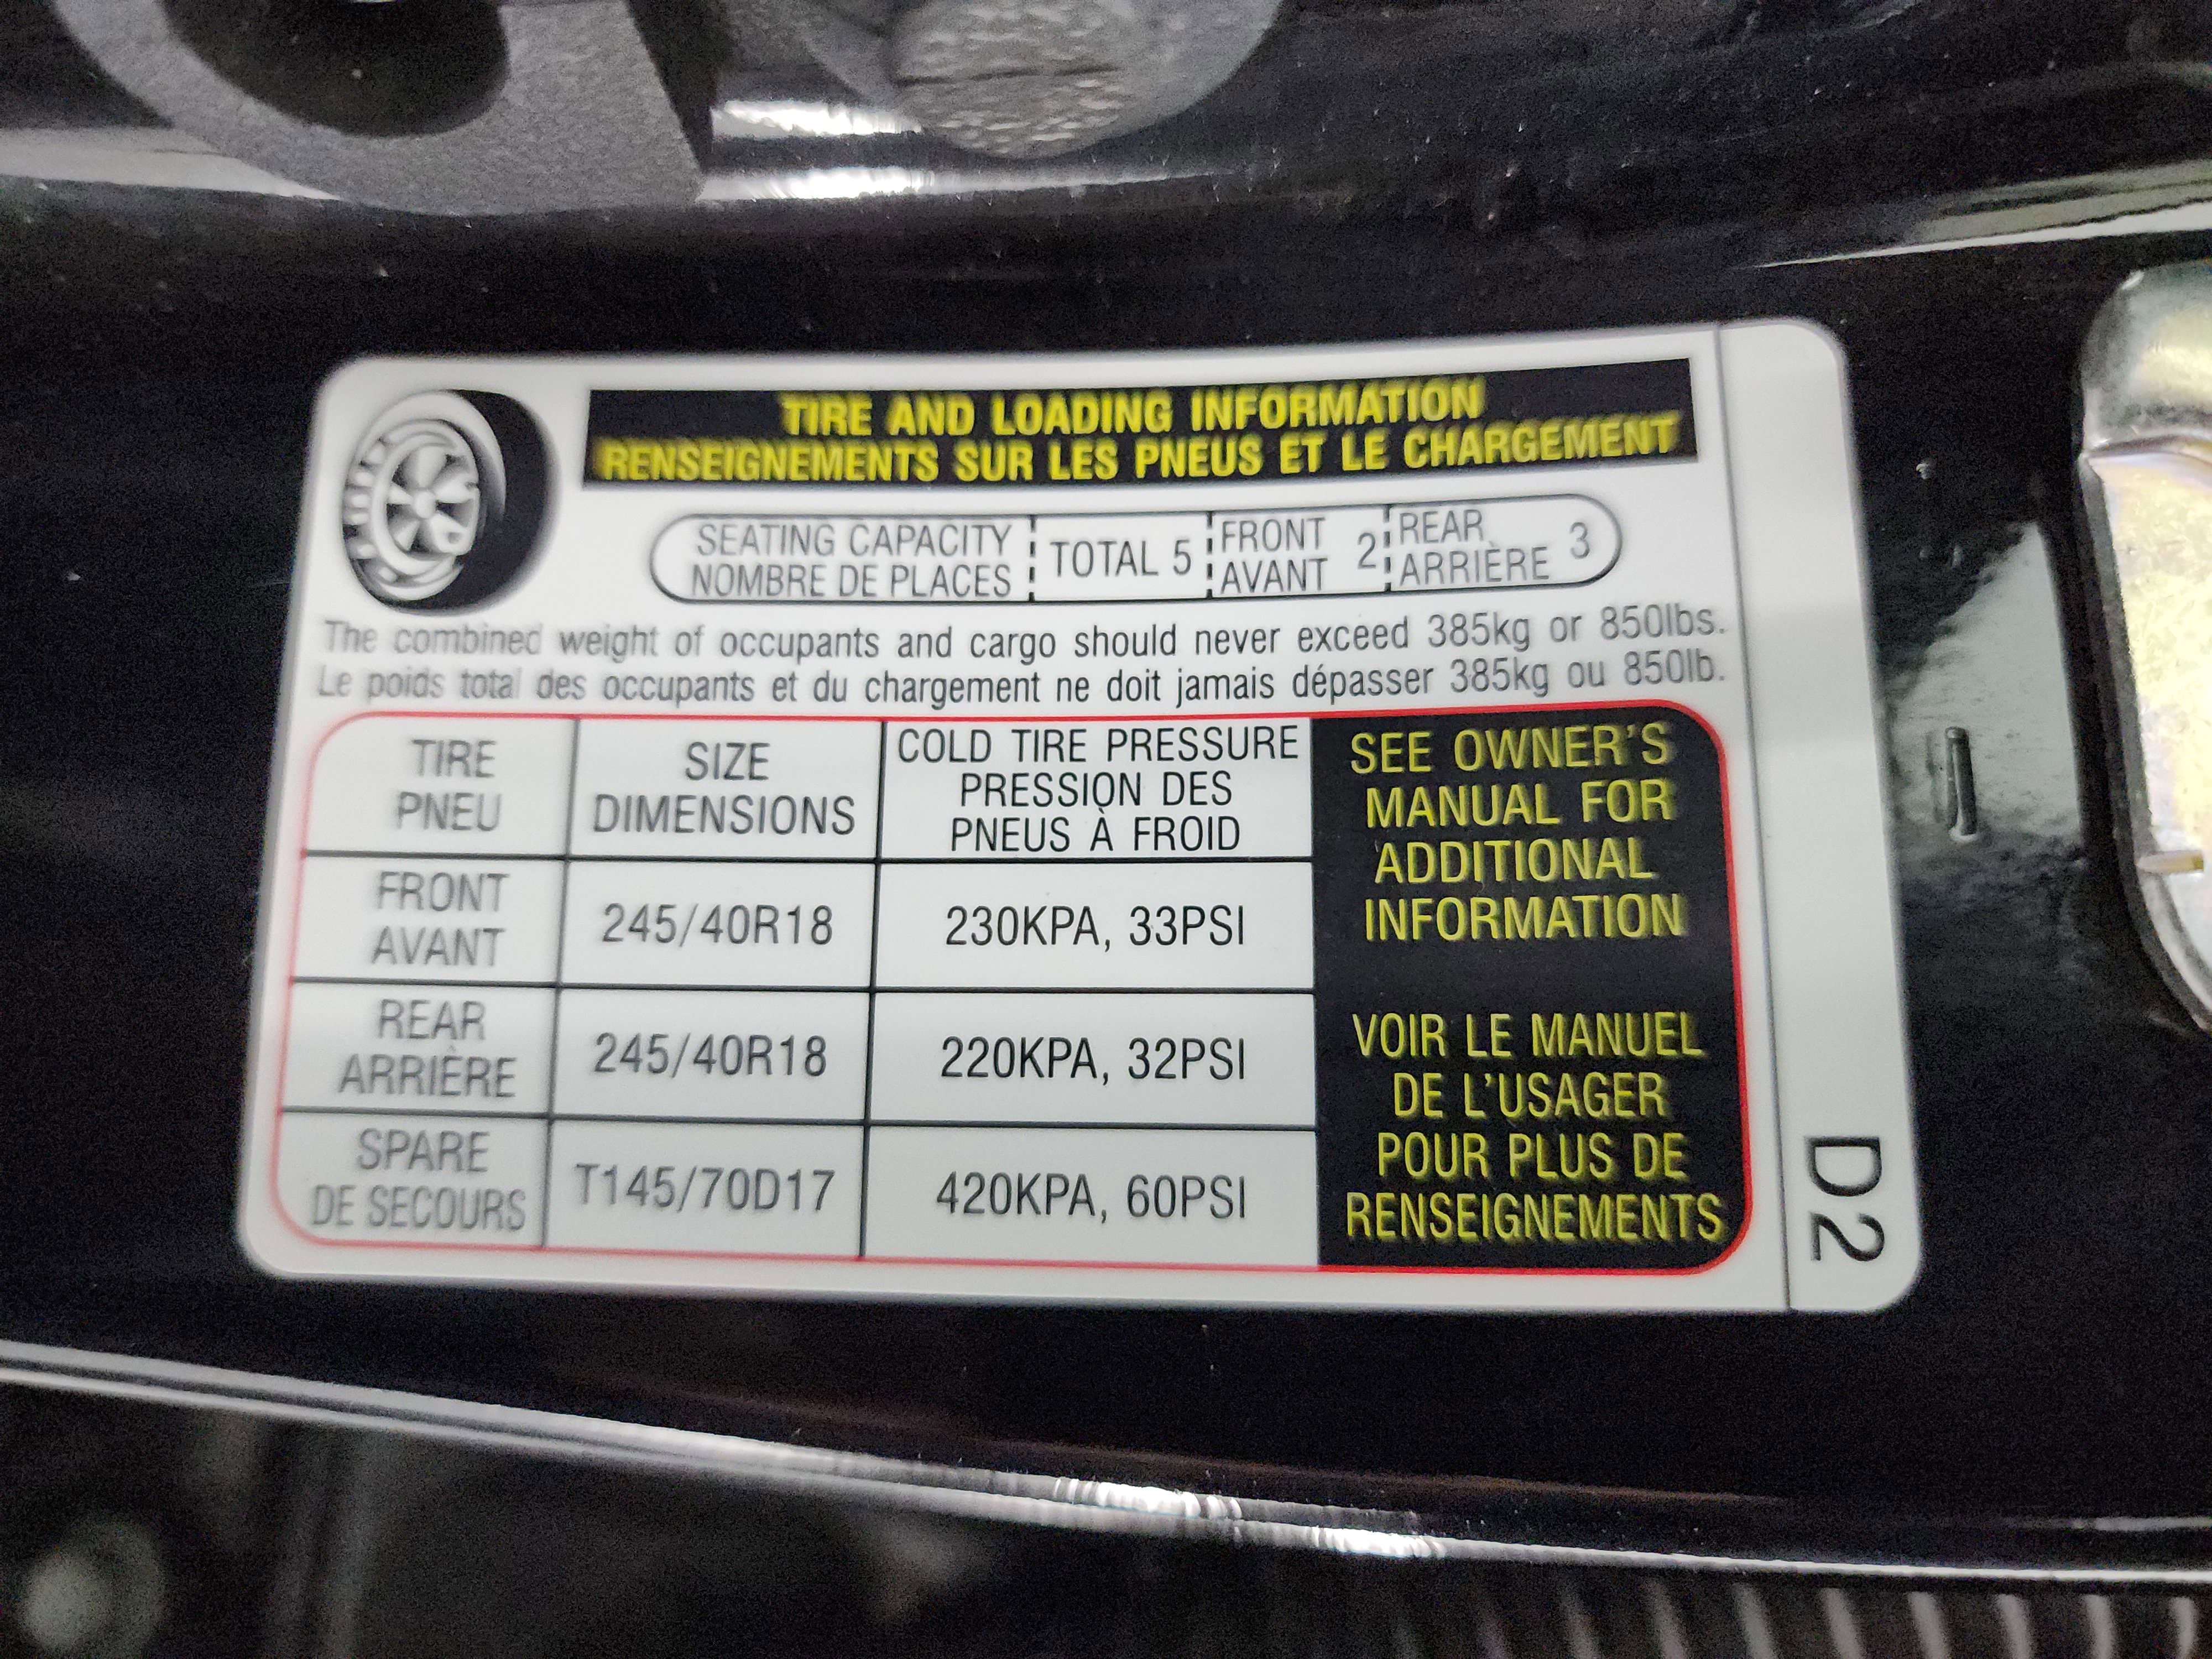 TIRE AND LOADING INFORMATION
RENSEIGNEMENTS SUR LES PNEUS ET LE CHARGEMENT
SEATING CAPACITY
NOMBRE DE PLACES
TOTAL 5
FRONT
AVANT 2
REAR
ARRIÈRE 3
The combined weight of occupants and cargo should never exceed 385kg or 850lbs.
Le poids total des occupants et du chargement ne doit jamais dépasser 385kg ou 850lb.
TIRE
PNEU
SIZE
DIMENSIONS
COLD TIRE PRESSURE
PRESSION DES
PNEUS À FROID
FRONT
AVANT
245/40R18
230KPA, 33PSI
REAR
ARRIÈRE
245/40R18
220KPA, 32PSI
SPARE
DE SECOURS
T145/70D17
420KPA, 60PSI
SEE OWNER'S
MANUAL FOR
ADDITIONAL
INFORMATION
VOIR LE MANUEL
DE L'USAGER
POUR PLUS DE
RENSEIGNEMENTS
D2